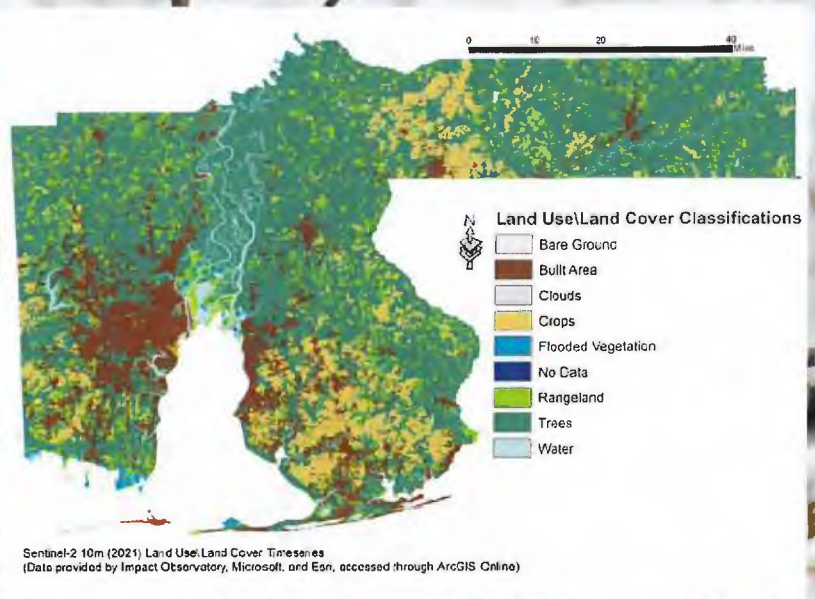 0 10 20 40
Miles
N
Land Use\Land Cover Classifications
Bare Ground
Built Area
Clouds
Crops
Flooded Vegetation
No Data
Rangeland
Trees
Water
Sentinel-2 10m (2021) Land Use\Land Cover Timeseries
(Data provided by Impact Observatory, Microsoft, and Esri, accessed through ArcGIS Online)